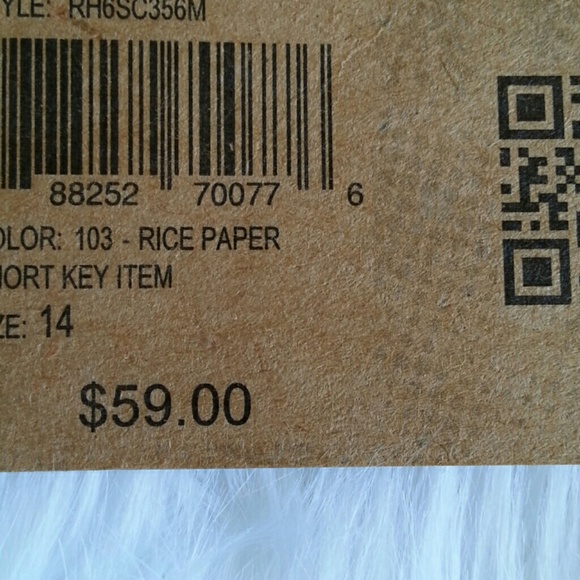 YLE: RH6SC356M
88252 70077 6
OLOR: 103 - RICE PAPER
HORT KEY ITEM
ZE: 14
$59.00